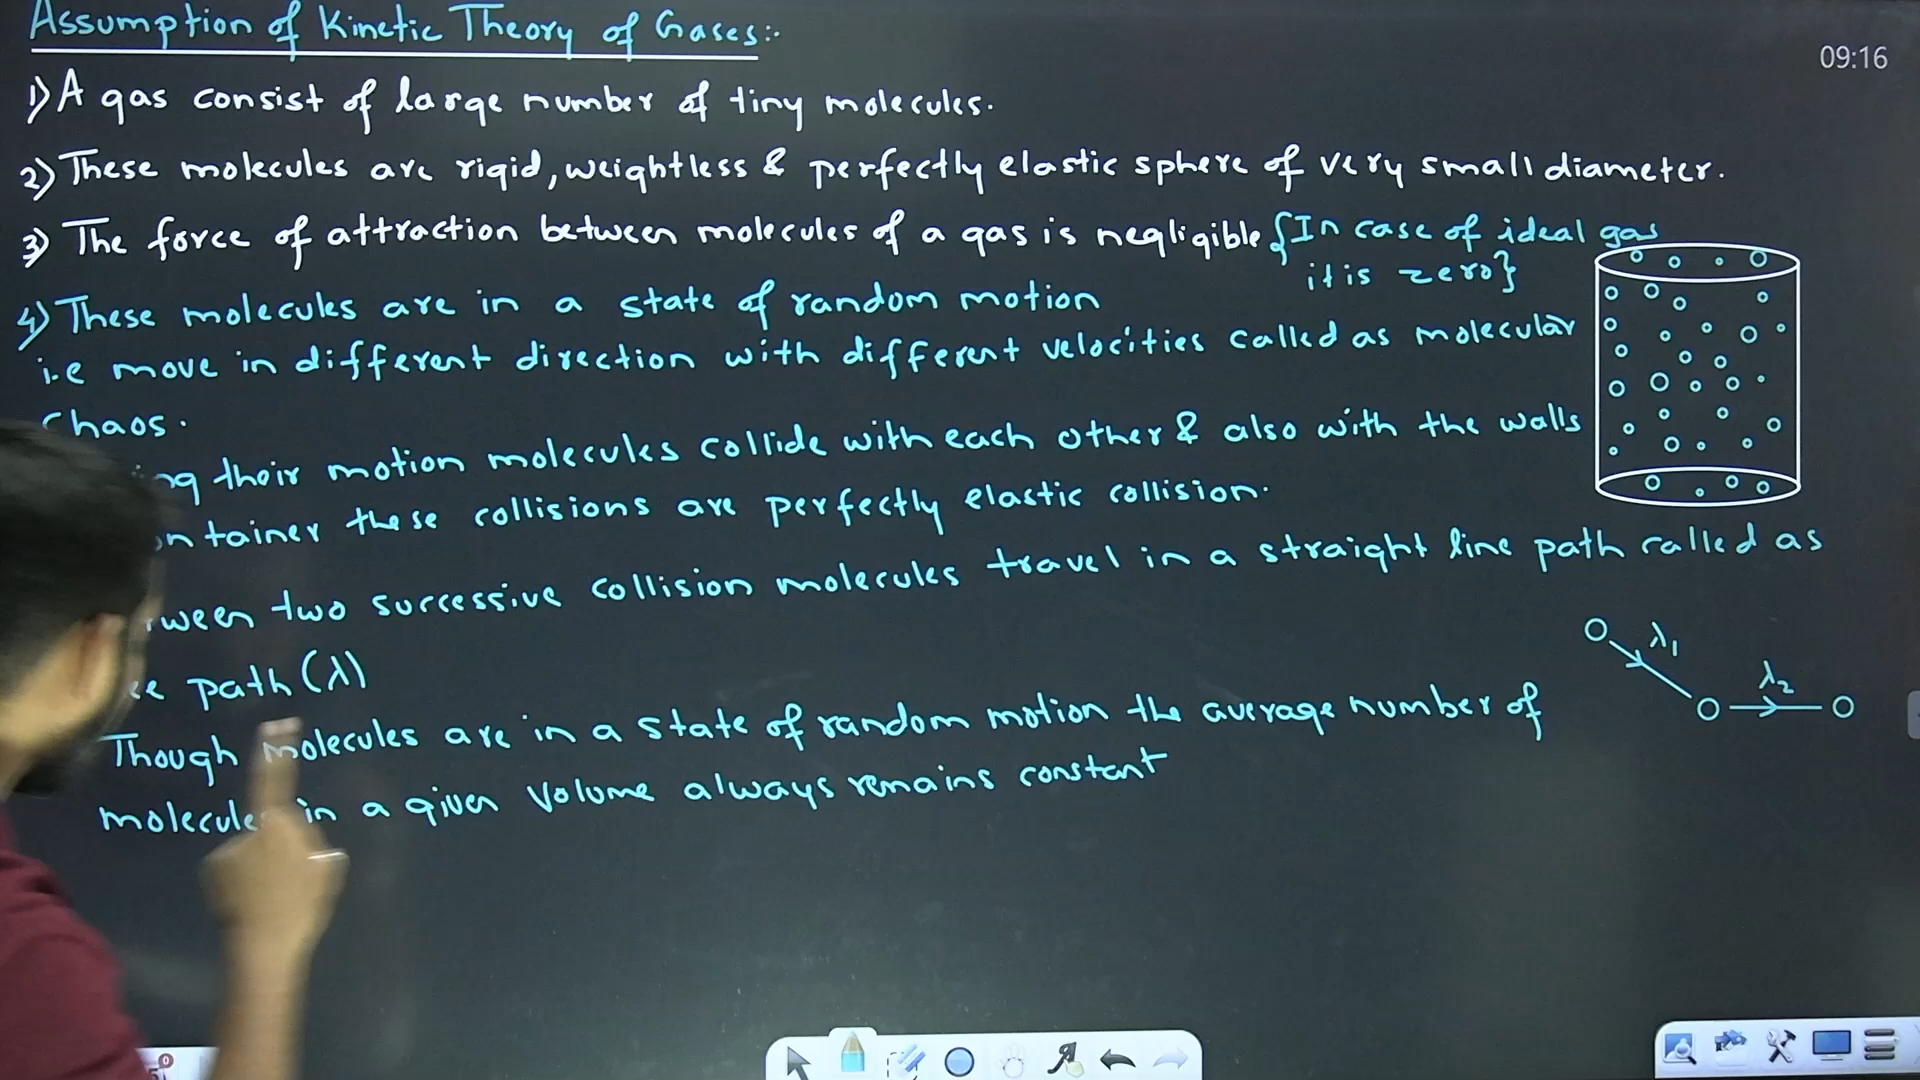 Assumption of Kinetic Theory of Gases:-
09:16
1) A gas consist of large number of tiny molecules.
2) These molecules are rigid, weightless & perfectly elastic sphere of very small diameter.
3) The force of attraction between molecules of a gas is negligible {In case of ideal gas
it is zero}
4) These molecules are in a state of random motion
i.e move in different direction with different velocities called as molecular
chaos.
their motion molecules collide with each other & also with the walls
these collisions are perfectly elastic collision.
two successive collision molecules travel in a straight line path called as
path (λ)
λ1
λ2
Though molecules are in a state of random motion the average number of
molecules in a given volume always remains constant